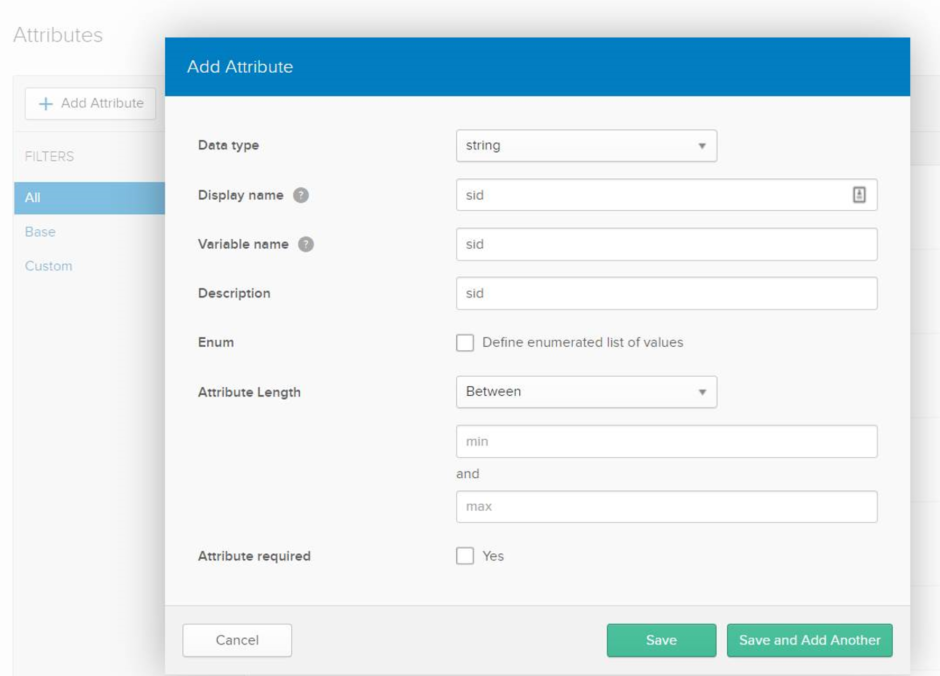 Attributes
Add Attribute
+ Add Attribute
Data type string
FILTERS
Display name ? sid
All
Base
Variable name ? sid
Custom
Description sid
Enum Define enumerated list of values
Attribute Length Between
min
and
max
Attribute required Yes
Cancel Save Save and Add Another